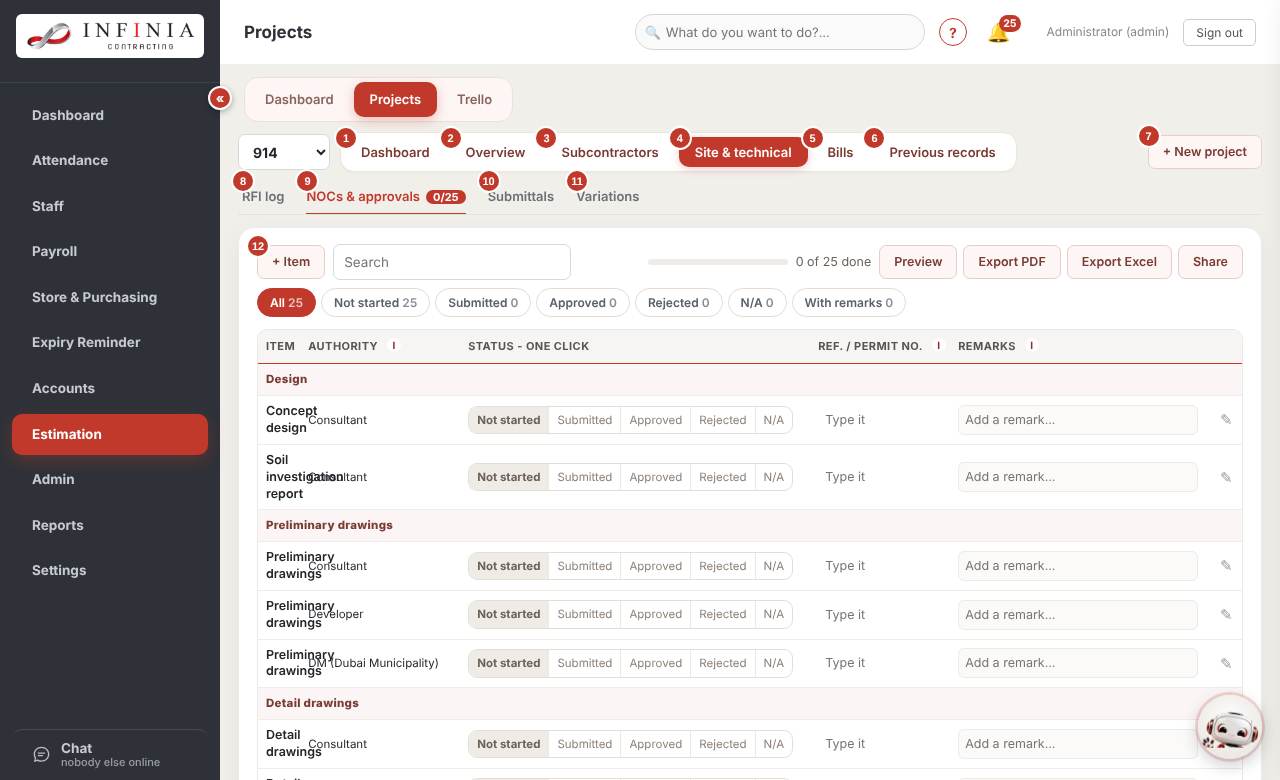 INFINIA
CONTRACTING
Projects
What do you want to do?...
?
25
Administrator (admin)
Sign out
«
Dashboard
Attendance
Staff
Payroll
Store & Purchasing
Expiry Reminder
Accounts
Estimation
Admin
Reports
Settings
Chat
nobody else online
Dashboard Projects Trello
914
1 Dashboard
2 Overview
3 Subcontractors
4 Site & technical
5 Bills
6 Previous records
7 + New project
8 RFI log
9 NOCs & approvals 0/25
10 Submittals
11 Variations
12 + Item
Search
0 of 25 done
Preview
Export PDF
Export Excel
Share
All 25 Not started 25 Submitted 0 Approved 0 Rejected 0 N/A 0 With remarks 0
ITEM AUTHORITY STATUS - ONE CLICK REF. / PERMIT NO. REMARKS
Design
Concept design Consultant Not started Submitted Approved Rejected N/A Type it Add a remark...
Soil investigation report Consultant Not started Submitted Approved Rejected N/A Type it Add a remark...
Preliminary drawings
Preliminary drawings Consultant Not started Submitted Approved Rejected N/A Type it Add a remark...
Preliminary drawings Developer Not started Submitted Approved Rejected N/A Type it Add a remark...
Preliminary drawings DM (Dubai Municipality) Not started Submitted Approved Rejected N/A Type it Add a remark...
Detail drawings
Detail drawings Consultant Not started Submitted Approved Rejected N/A Type it Add a remark...